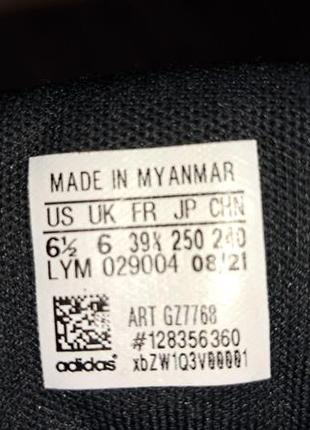 MADE IN MYANMAR
US UK FR JP CHN
6½ 6 39⅓ 250 240
LYM 029004 08/21
ART GZ7768
#128356360
adidas xbZW1Q3V00001